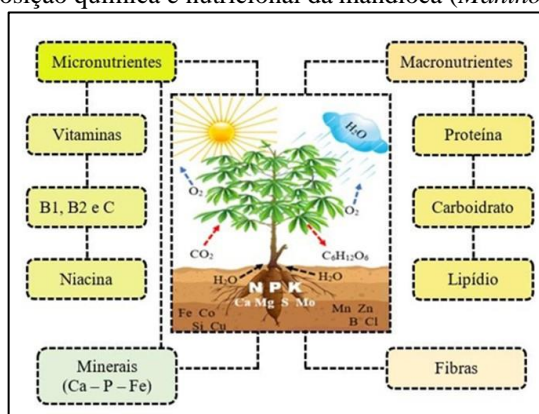 osição química e nutricional da mandioca (
Micronutrientes
Macronutrientes
Vitaminas
Proteína
B1, B2 e C
Carboidrato
Niacina
Lipídio
Minerais
(Ca – P – Fe)
Fibras
H₂O
O₂
O₂
CO₂
C₆H₁₂O₆
H₂O
H₂O
N P K
Ca Mg S Mo
Fe Co
Si Cu
Mn Zn
B Cl